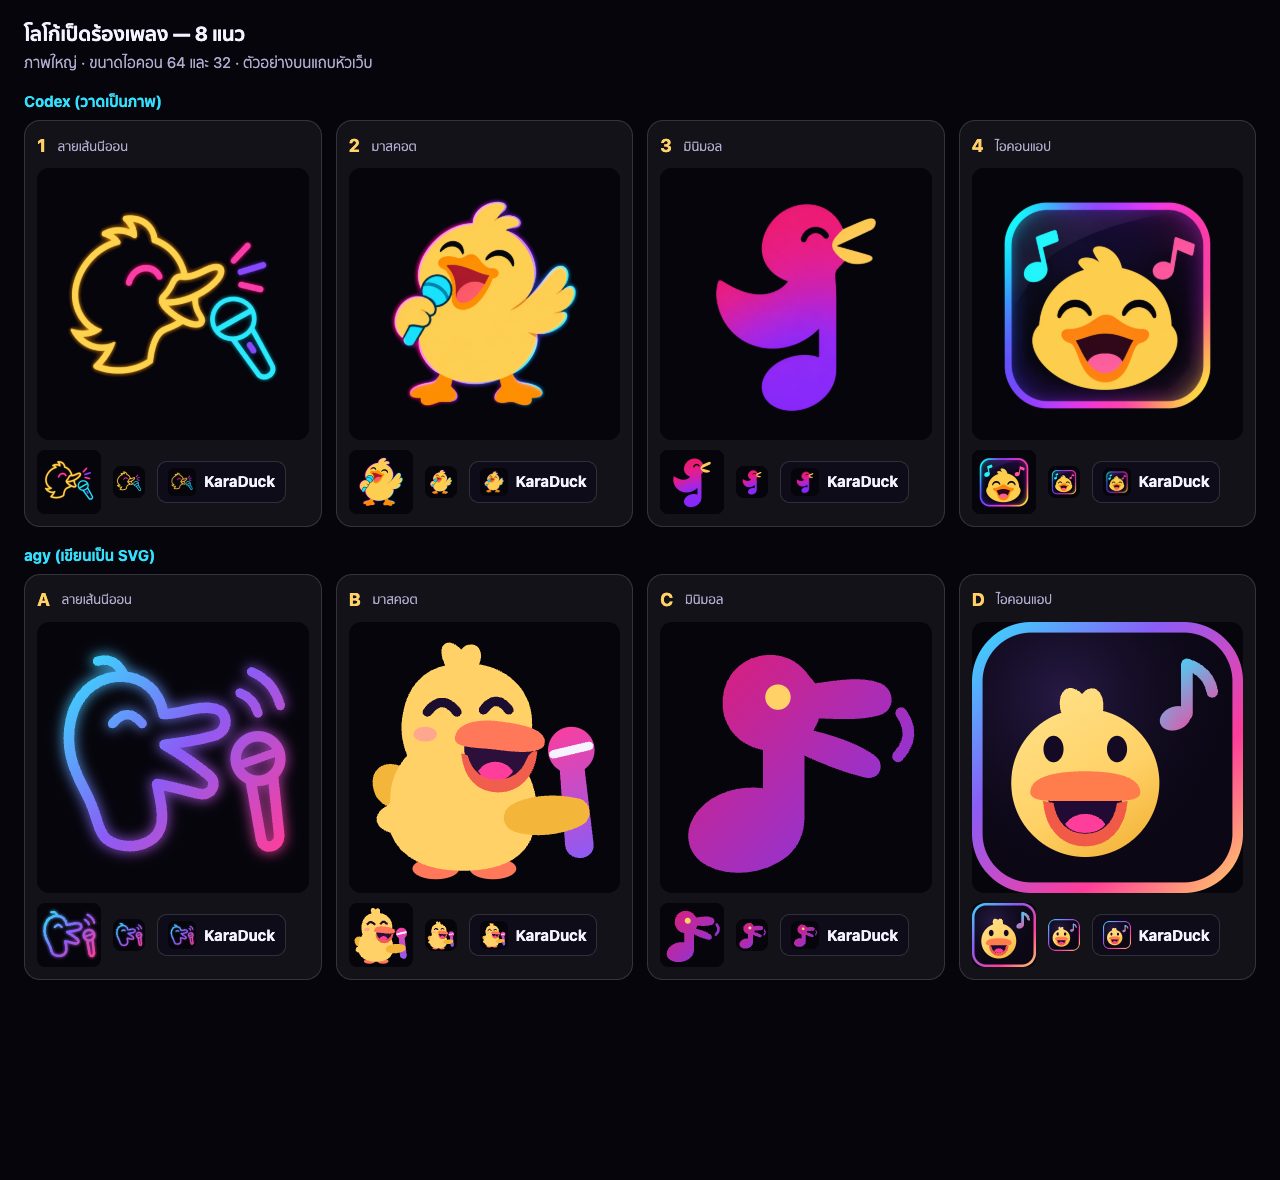 โลโก้เป็ดร้องเพลง — 8 แนว
ภาพใหญ่ · ขนาดไอคอน 64 และ 32 · ตัวอย่างบนแถบหัวเว็บ
Codex (วาดเป็นภาพ)
1 ลายเส้นนีออน
2 มาสคอต
3 มินิมอล
4 ไอคอนแอป
KaraDuck
KaraDuck
KaraDuck
KaraDuck
agy (เขียนเป็น SVG)
A ลายเส้นนีออน
B มาสคอต
C มินิมอล
D ไอคอนแอป
KaraDuck
KaraDuck
KaraDuck
KaraDuck